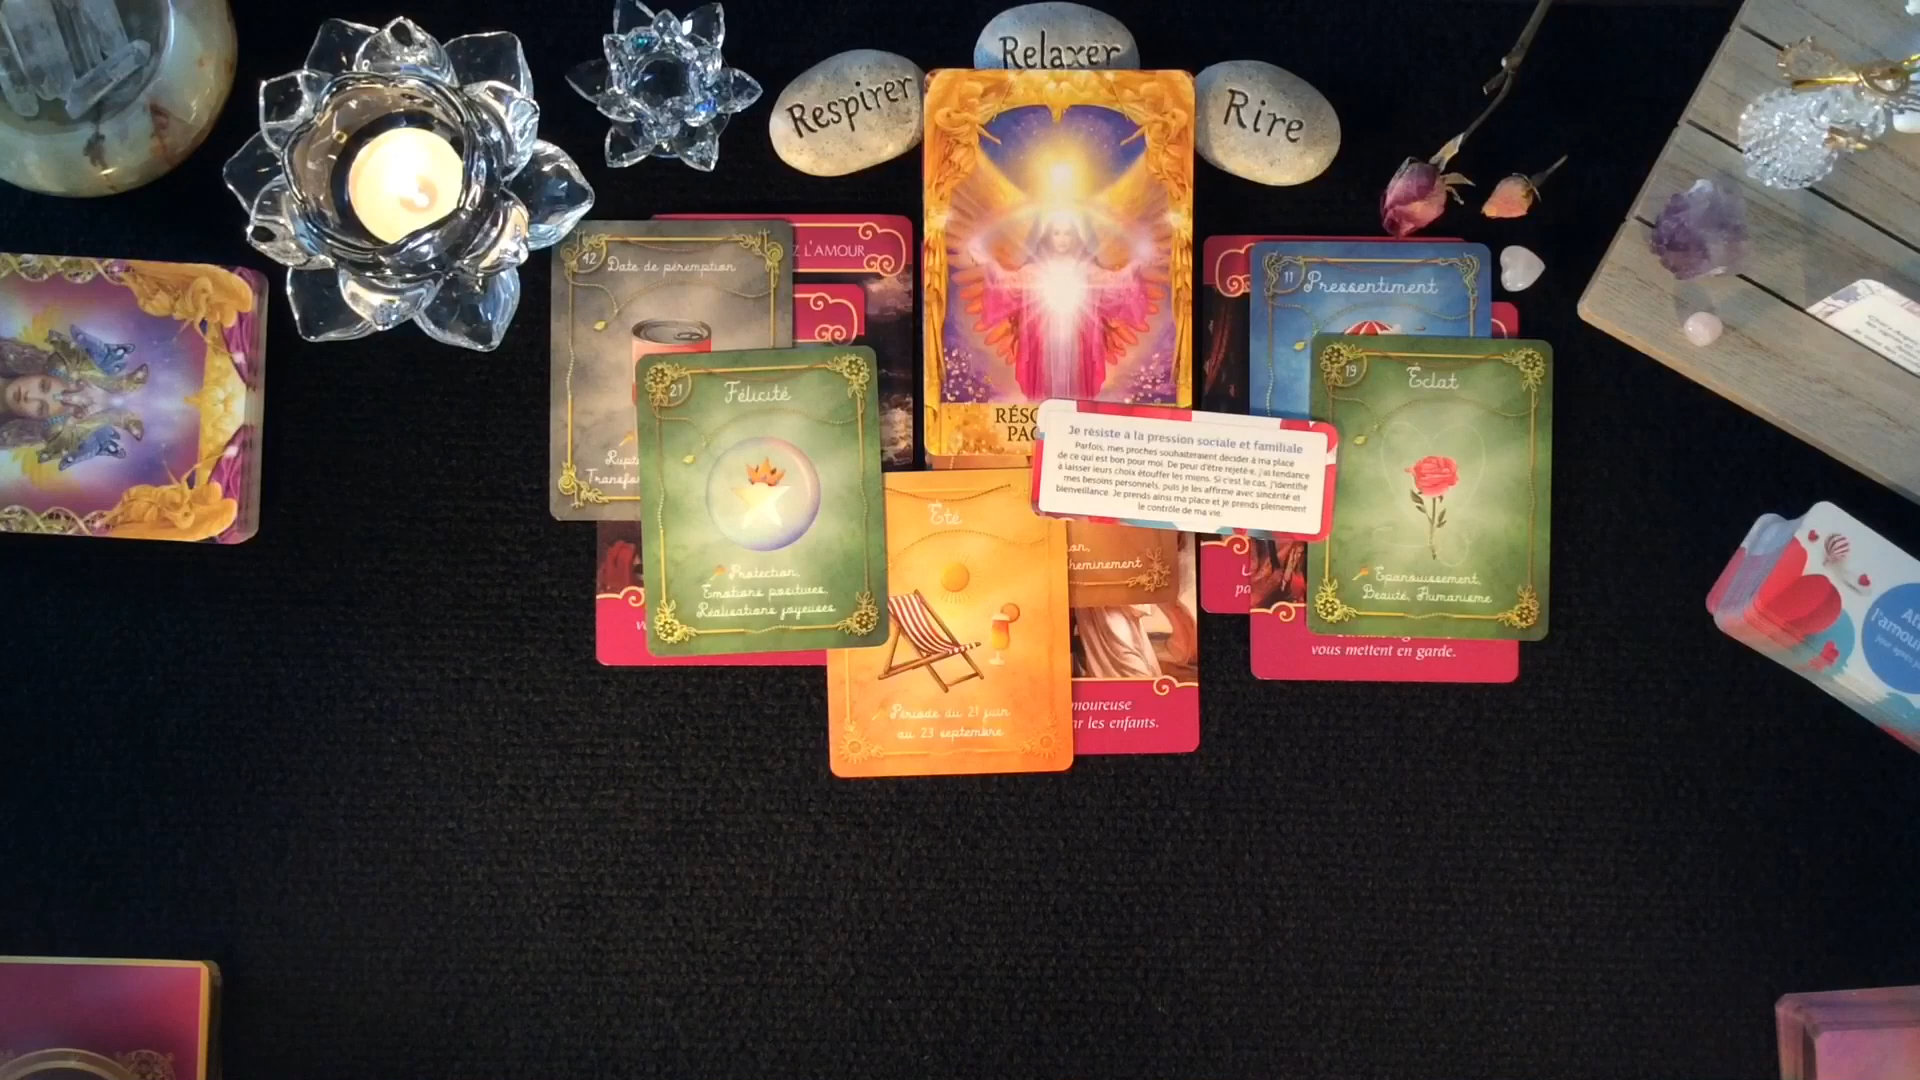 Respirer
Relaxer
Rire
42
Date de péremption
Z L'AMOUR
11
Pressentiment
21
Félicité
Protection,
Émotions positives,
Réalisations joyeuses
19
Éclat
Épanouissement,
Beauté, Humanisme
Je résiste à la pression sociale et familiale
Parfois, mes proches souhaiteraient décider à ma place
de ce qui est bon pour moi. De peur d'être rejeté·e, j'ai tendance
à laisser leurs choix étouffer les miens. Si c'est le cas, j'identifie
mes besoins personnels, puis je les affirme avec sincérité et
bienveillance. Je prends ainsi ma place et je prends pleinement
le contrôle de ma vie.
Été
Période du 21 juin
au 23 septembre
heminement
moureuse
ar les enfants.
vous mettent en garde.
l'amou